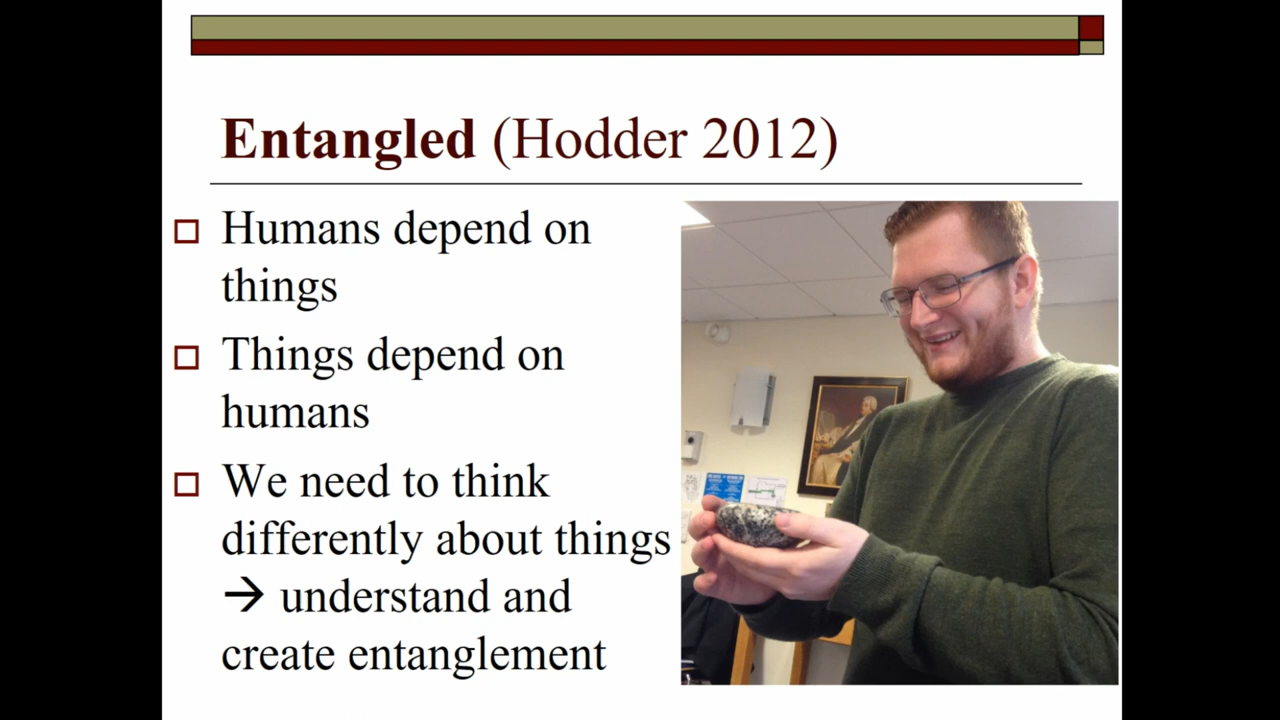 Entangled (Hodder 2012)
Humans depend on
things
Things depend on
humans
We need to think
differently about things
→ understand and
create entanglement